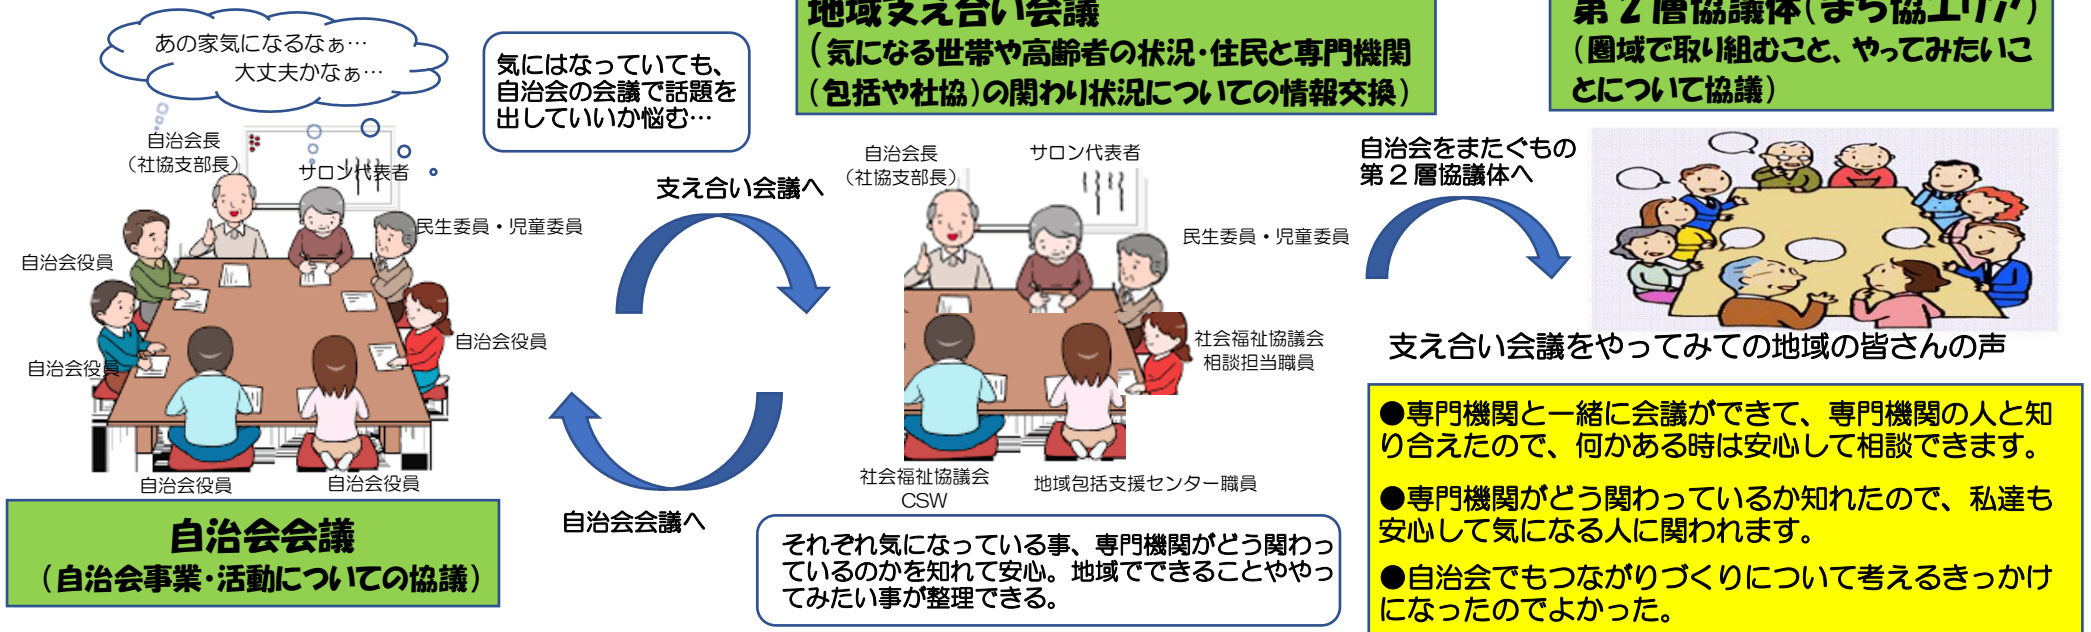 あの家気になるなぁ…
大丈夫かなぁ…
自治会長
（社協支部長）
サロン代表者
民生委員・児童委員
自治会役員
自治会役員
自治会役員
自治会役員
自治会役員
自治会会議
（自治会事業・活動についての協議）
気にはなっていても、
自治会の会議で話題を
出していいか悩む…
支え合い会議へ
自治会会議へ
地域支え合い会議
（気になる世帯や高齢者の状況・住民と専門機関
（包括や社協）の関わり状況についての情報交換）
自治会長
（社協支部長）
サロン代表者
民生委員・児童委員
社会福祉協議会
相談担当職員
社会福祉協議会
CSW
地域包括支援センター職員
それぞれ気になっている事、専門機関がどう関わっ
ているのかを知れて安心。地域でできることややっ
てみたい事が整理できる。
自治会をまたぐもの
第２層協議体へ
第２層協議体（まち協エリア）
（圏域で取り組むこと、やってみたいこ
とについて協議）
支え合い会議をやってみての地域の皆さんの声
●専門機関と一緒に会議ができて、専門機関の人と知
り合えたので、何かある時は安心して相談できます。
●専門機関がどう関わっているか知れたので、私達も
安心して気になる人に関われます。
●自治会でもつながりづくりについて考えるきっかけ
になったのでよかった。